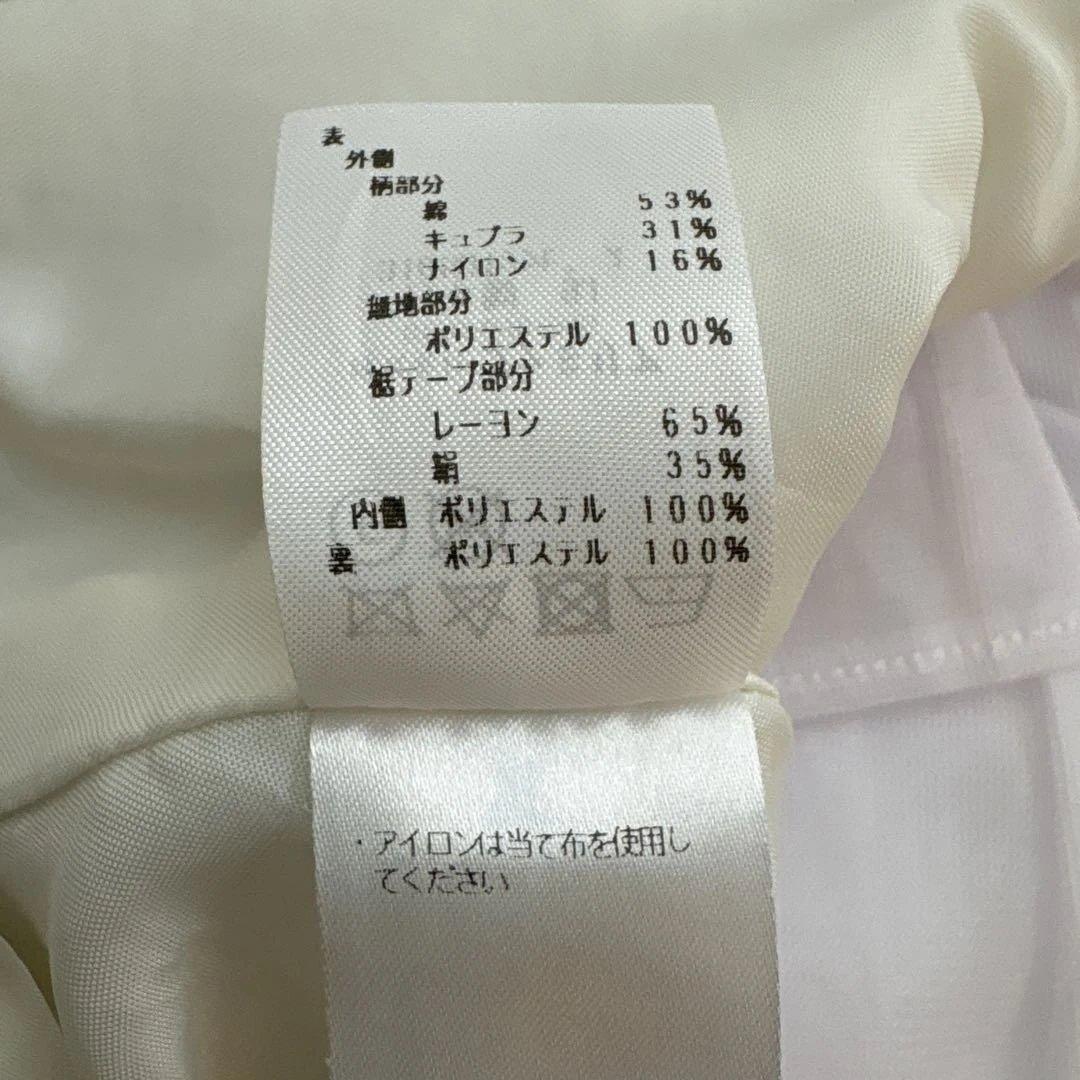 表
外側
柄部分
綿 53%
キュプラ 31%
ナイロン 16%
無地部分
ポリエステル 100%
裾テープ部分
レーヨン 65%
絹 35%
内側 ポリエステル 100%
裏 ポリエステル 100%
・アイロンは当て布を使用し
てください